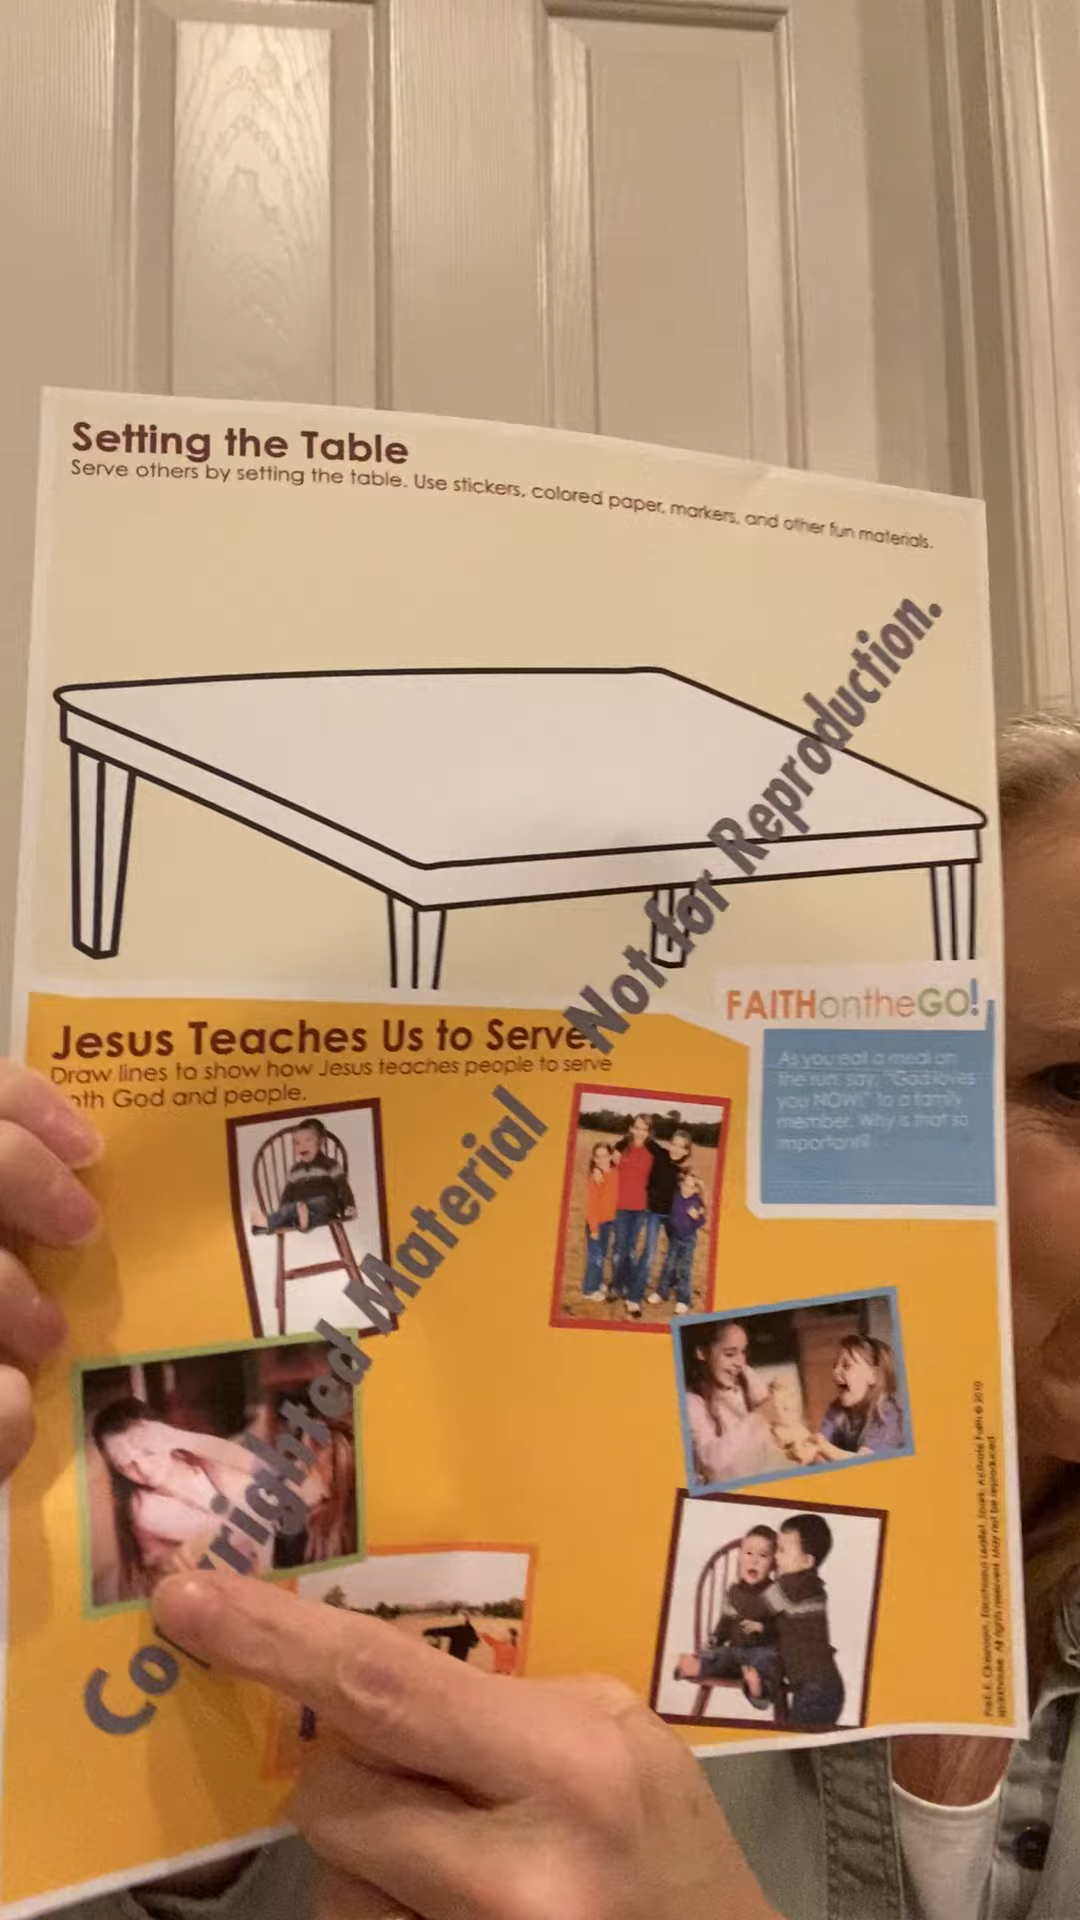 Setting the Table
Serve others by setting the table. Use stickers, colored paper, markers, and other fun materials.
Jesus Teaches Us to Serve
Draw lines to show how Jesus teaches people to serve
oth God and people.
FAITHontheGO!
As you eat a meal on
the run, say, "God loves
you NOW!" to a family
member. Why is that so
important?
Copyrighted Material Not for Reproduction.